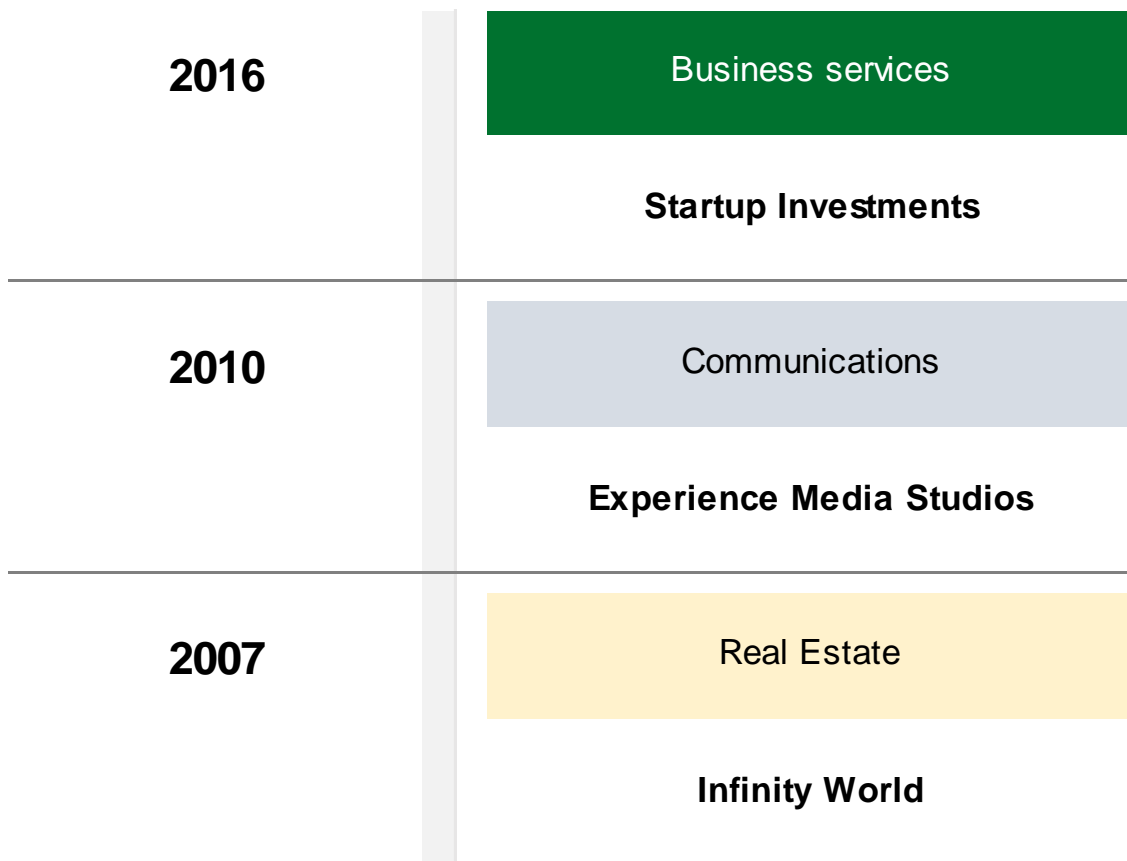 2016
Business services
Startup Investments
2010
Communications
Experience Media Studios
2007
Real Estate
Infinity World